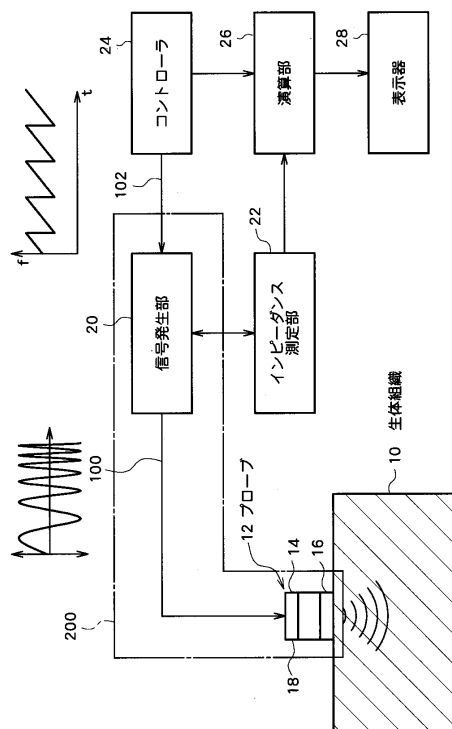 f
t
100
200
20
信号発生部
102
24
コントローラ
22
インピーダンス
測定部
26
演算部
28
表示器
12 プローブ
18
14
16
10
生体組織